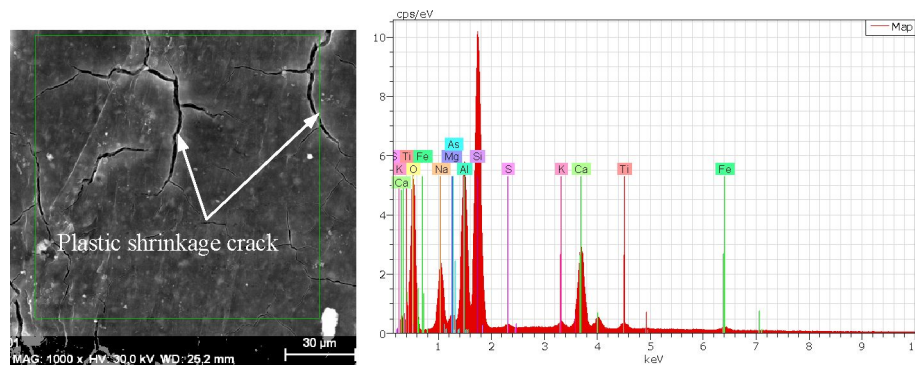 Plastic shrinkage crack
30 µm
MAG: 1000 x HV: 30,0 kV WD: 25,2 mm
cps/eV
Map
10
8
6
4
2
0
As
S Ti Fe Mg Si
K O Na Al S K Ca Ti Fe
Ca
1 2 3 4 5 6 7 8 9 10
keV